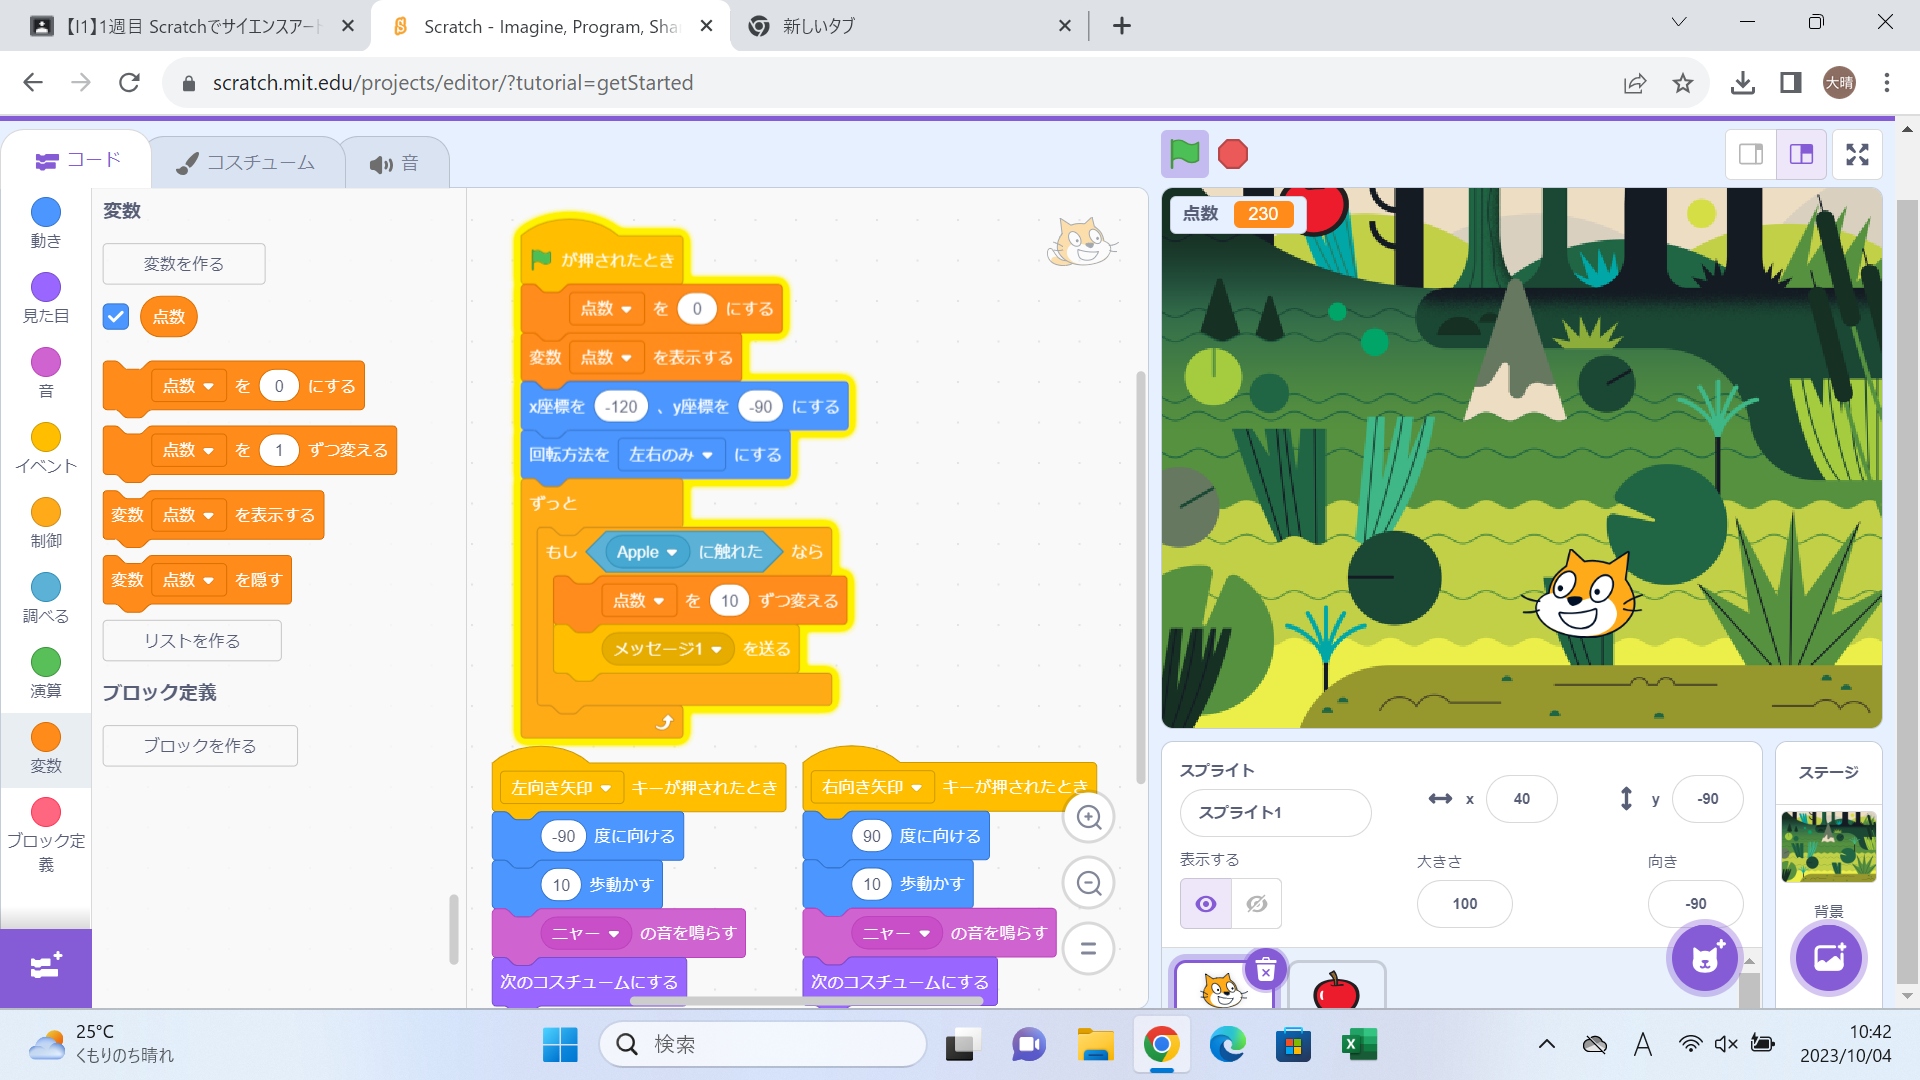 【I1】1週目 Scratchでサイエンスアート
Scratch - Imagine, Program, Sha
新しいタブ
scratch.mit.edu/projects/editor/?tutorial=getStarted
大晴
コード
コスチューム
音
動き
見た目
音
イベント
制御
調べる
演算
変数
ブロック定
義
変数
変数を作る
点数
点数 を 0 にする
点数 を 1 ずつ変える
変数 点数 を表示する
変数 点数 を隠す
リストを作る
ブロック定義
ブロックを作る
が押されたとき
点数 を 0 にする
変数 点数 を表示する
x座標を -120 、y座標を -90 にする
回転方法を 左右のみ にする
ずっと
もし Apple に触れた なら
点数 を 10 ずつ変える
メッセージ1 を送る
左向き矢印 キーが押されたとき
-90 度に向ける
10 歩動かす
ニャー の音を鳴らす
次のコスチュームにする
右向き矢印 キーが押されたとき
90 度に向ける
10 歩動かす
ニャー の音を鳴らす
次のコスチュームにする
点数 230
スプライト
スプライト1
x 40
y -90
表示する
大きさ
100
向き
-90
ステージ
背景
25°C
くもりのち晴れ
検索
A
10:42
2023/10/04